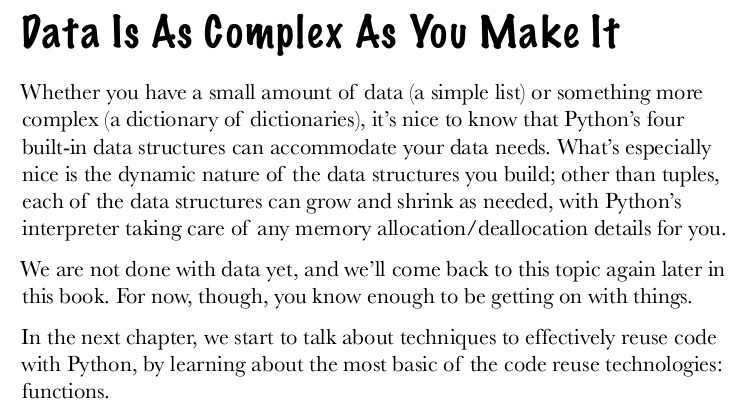 Data Is As Complex As You Make It
Whether you have a small amount of data (a simple list) or something more
complex (a dictionary of dictionaries), it’s nice to know that Python’s four
built-in data structures can accommodate your data needs. What’s especially
nice is the dynamic nature of the data structures you build; other than tuples,
each of the data structures can grow and shrink as needed, with Python’s
interpreter taking care of any memory allocation/deallocation details for you.
We are not done with data yet, and we’ll come back to this topic again later in
this book. For now, though, you know enough to be getting on with things.
In the next chapter, we start to talk about techniques to effectively reuse code
with Python, by learning about the most basic of the code reuse technologies:
functions.